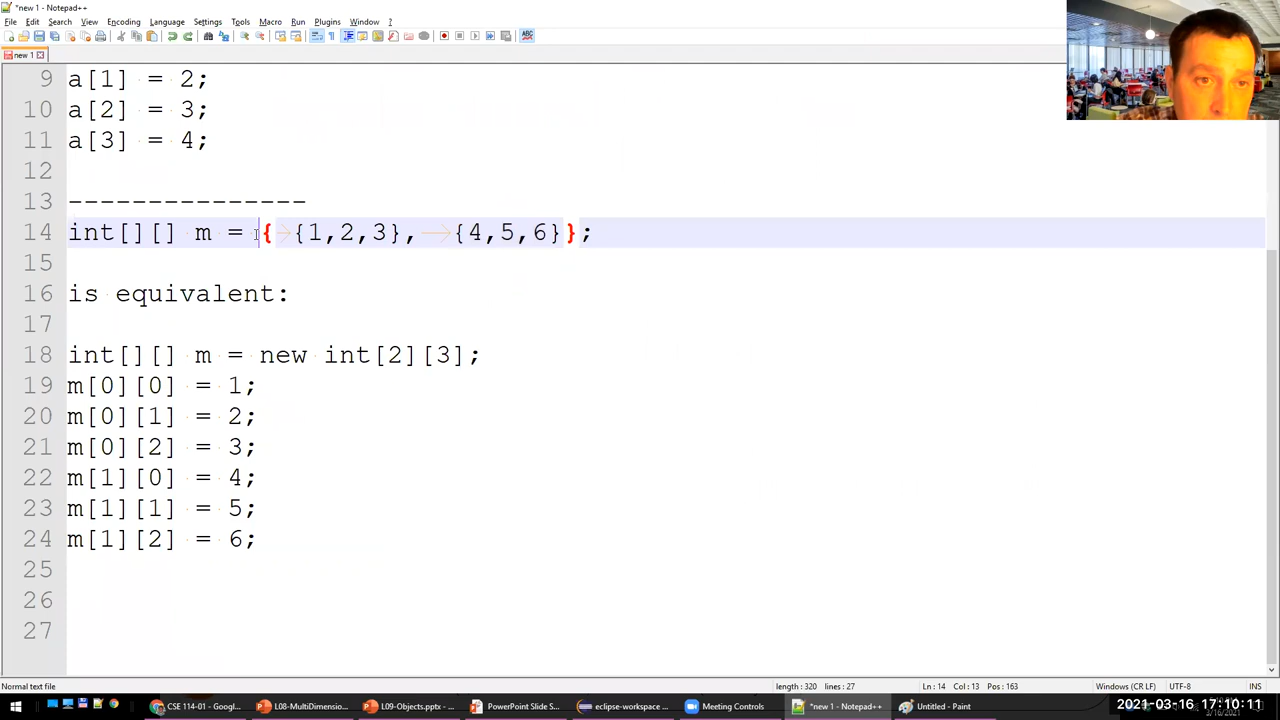 *new 1 - Notepad++
File Edit Search View Encoding Language Settings Tools Macro Run Plugins Window ?
new 1
9 a[1] = 2;
10 a[2] = 3;
11 a[3] = 4;
12
13 ---------------
14 int[][] m = { {1,2,3}, {4,5,6}};
15
16 is equivalent:
17
18 int[][] m = new int[2][3];
19 m[0][0] = 1;
20 m[0][1] = 2;
21 m[0][2] = 3;
22 m[1][0] = 4;
23 m[1][1] = 5;
24 m[1][2] = 6;
25
26
27
Normal text file length : 320 lines : 27 Ln : 14 Col : 13 Pos : 163 Windows (CR LF) UTF-8 INS
CSE 114-01 - Googl... L08-MultiDimensio... L09-Objects.pptx - ... PowerPoint Slide S... eclipse-workspace ... Meeting Controls *new 1 - Notepad++ Untitled - Paint 2021-03-16 17:10:11
3/16/2021